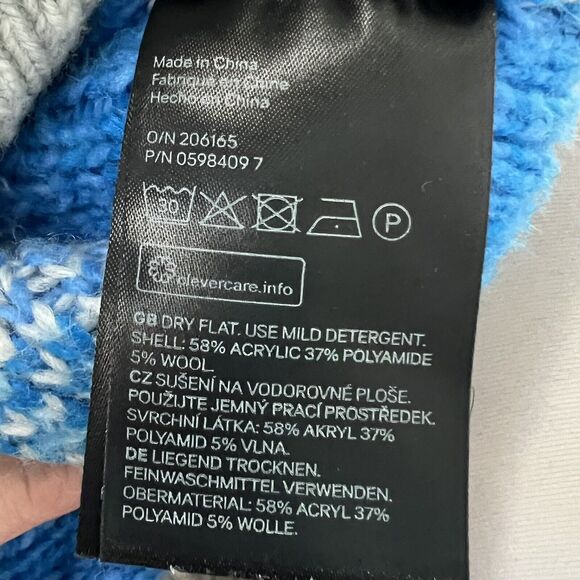 Made in China
Fabriqué en Chine
Hecho en China
O/N 206165
P/N 0598409 7
30
P
clevercare.info
GB DRY FLAT. USE MILD DETERGENT.
SHELL: 58% ACRYLIC 37% POLYAMIDE
5% WOOL.
CZ SUŠENÍ NA VODOROVNÉ PLOŠE.
POUŽIJTE JEMNÝ PRACÍ PROSTŘEDEK.
SVRCHNÍ LÁTKA: 58% AKRYL 37%
POLYAMID 5% VLNA.
DE LIEGEND TROCKNEN.
FEINWASCHMITTEL VERWENDEN.
OBERMATERIAL: 58% ACRYL 37%
POLYAMID 5% WOLLE.